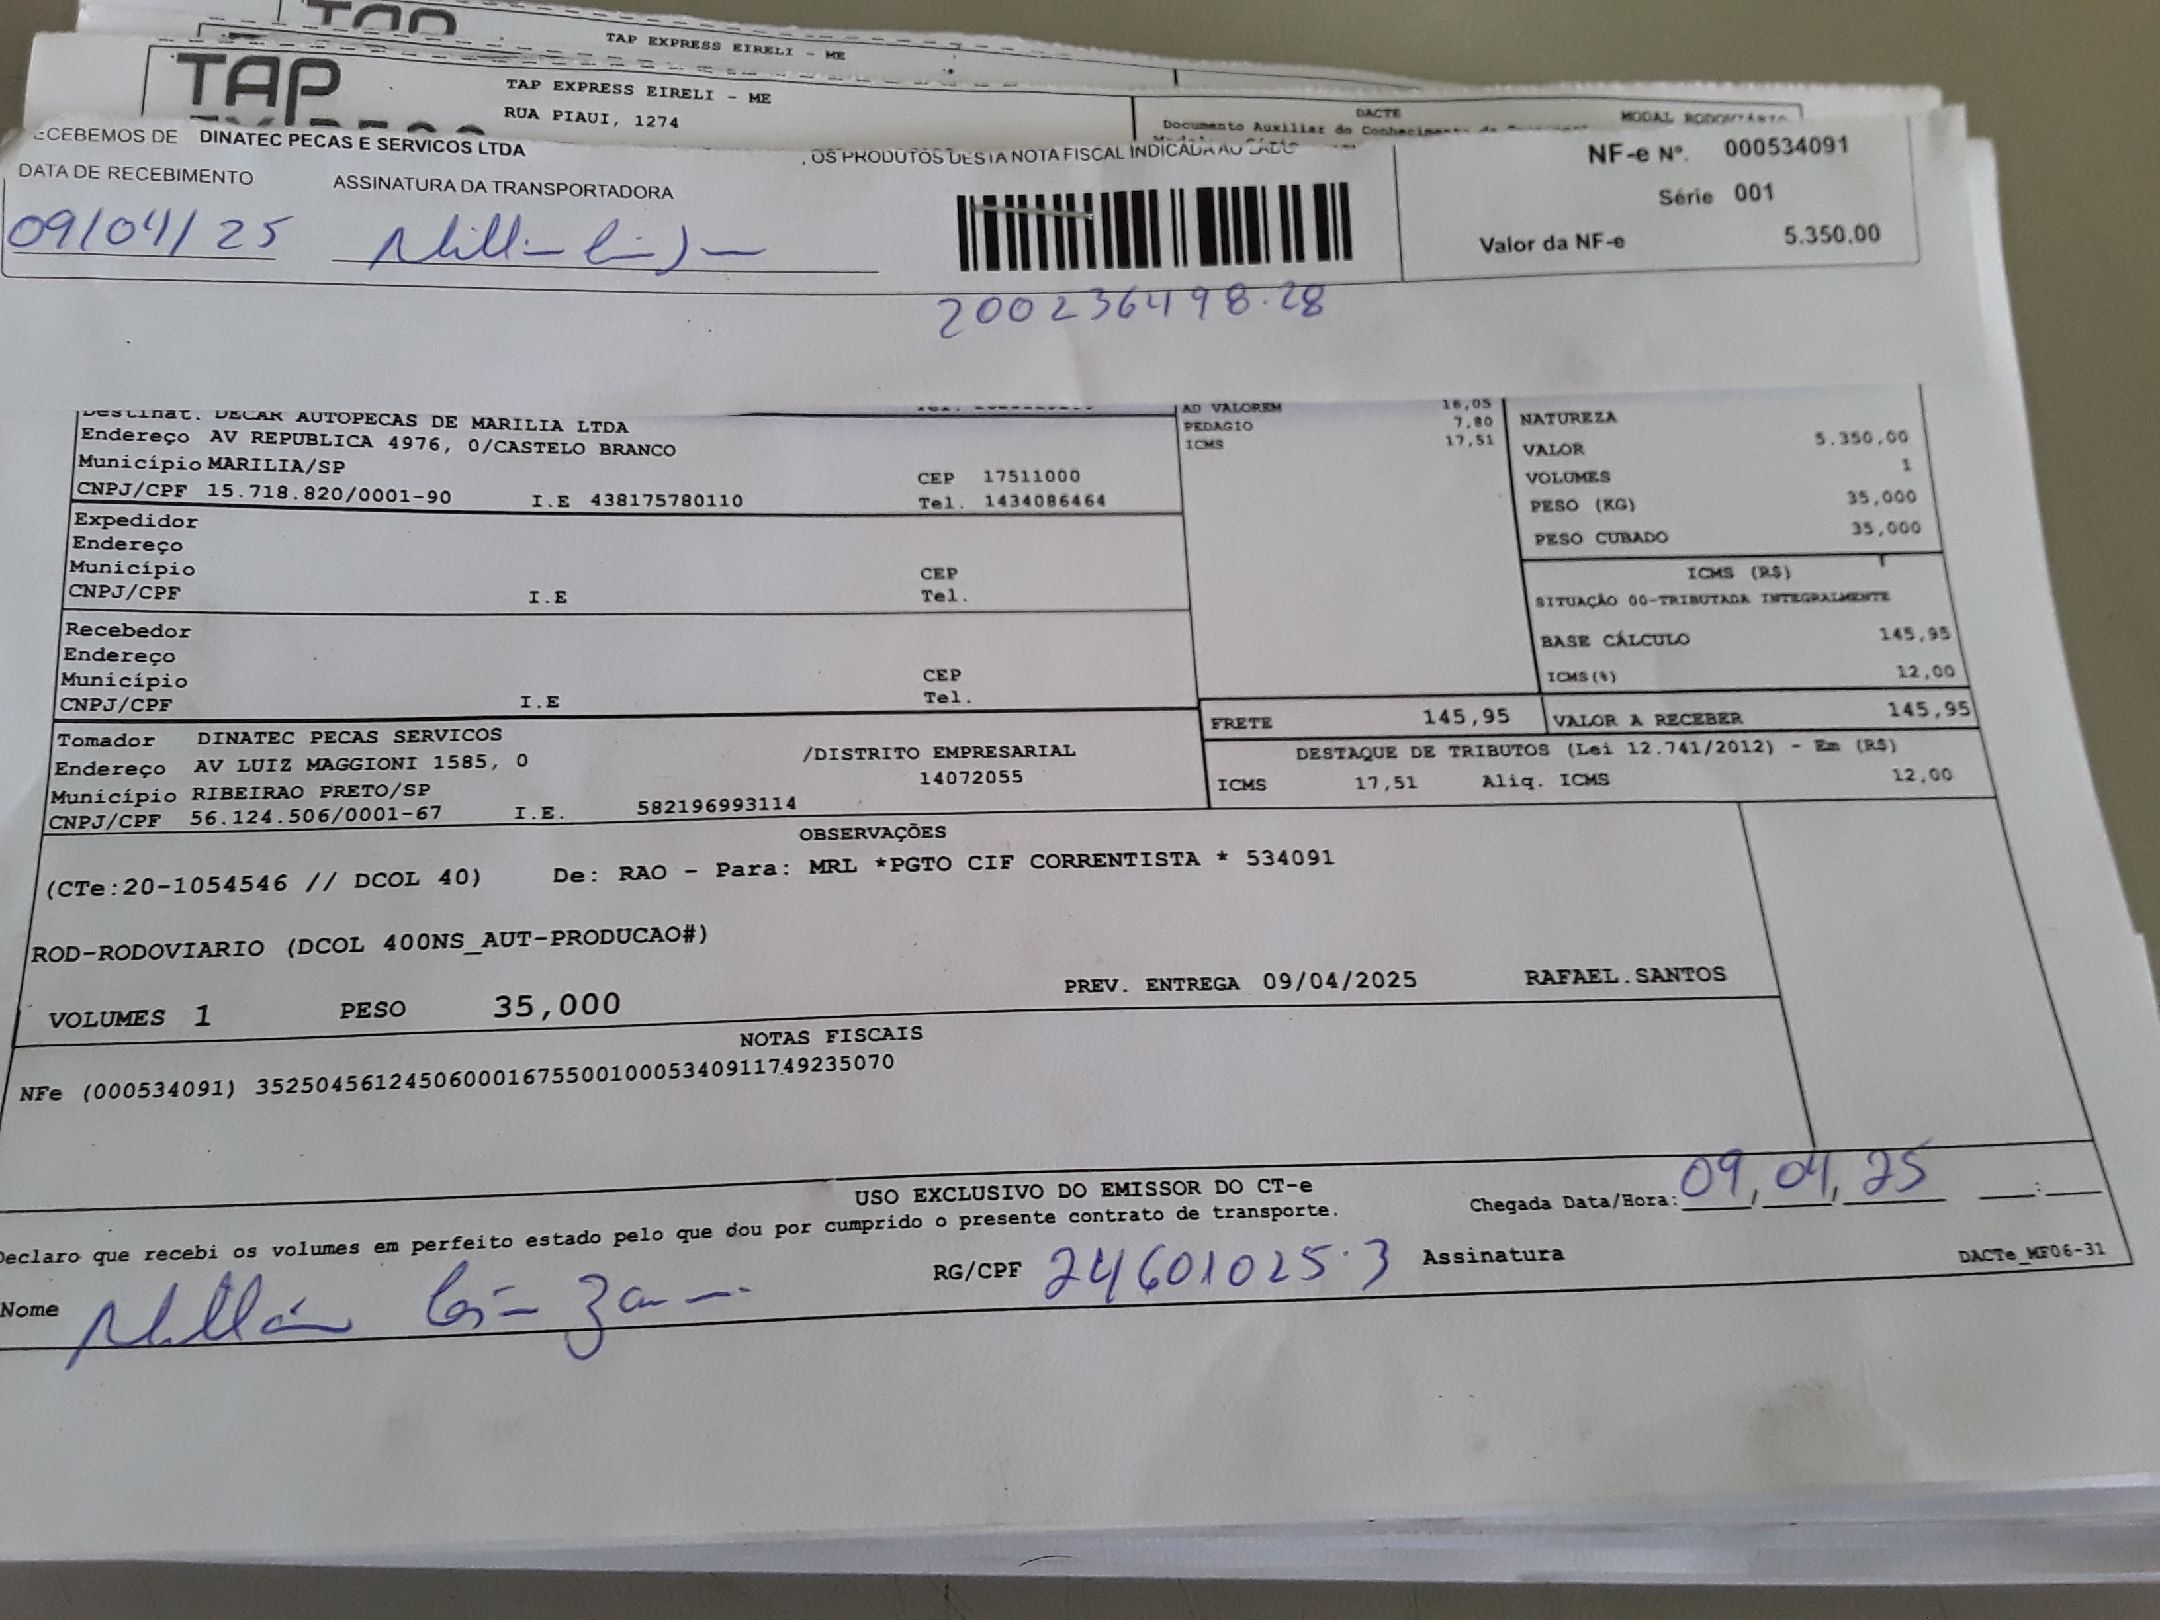 TAP EXPRESS EIRELI - ME
TAP
TAP EXPRESS EIRELI - ME
RUA PIAUI, 1274
DACTE
MODAL RODOVIÁRIO
Documento Auxiliar do Conhecimento de
ECEBEMOS DE DINATEC PECAS E SERVICOS LTDA
, OS PRODUTOS DESTA NOTA FISCAL INDICADA AO LADO
NF-e Nº. 000534091
DATA DE RECEBIMENTO
ASSINATURA DA TRANSPORTADORA
Série 001
09/04/25
Valor da NF-e 5.350.00
200236498.28
Destinat. DECAR AUTOPECAS DE MARILIA LTDA
Endereço AV REPUBLICA 4976, 0/CASTELO BRANCO
Município MARILIA/SP
CEP 17511000
CNPJ/CPF 15.718.820/0001-90 I.E 438175780110 Tel. 1434086464
AD VALOREM 16,05
PEDAGIO 7,80
ICMS 17,51
NATUREZA
VALOR 5.350,00
VOLUMES 1
PESO (KG) 35,000
PESO CUBADO 35,000
Expedidor
Endereço
Município CEP
CNPJ/CPF I.E Tel.
ICMS (R$)
SITUAÇÃO 00-TRIBUTADA INTEGRALMENTE
BASE CÁLCULO 145,95
ICMS(%) 12,00
Recebedor
Endereço
Município CEP
CNPJ/CPF I.E Tel.
FRETE 145,95 VALOR A RECEBER 145,95
Tomador DINATEC PECAS SERVICOS
Endereço AV LUIZ MAGGIONI 1585, 0 /DISTRITO EMPRESARIAL
Município RIBEIRAO PRETO/SP 14072055
CNPJ/CPF 56.124.506/0001-67 I.E. 582196993114
DESTAQUE DE TRIBUTOS (Lei 12.741/2012) - Em (R$)
ICMS 17,51 Aliq. ICMS 12,00
OBSERVAÇÕES
(CTe:20-1054546 // DCOL 40) De: RAO - Para: MRL *PGTO CIF CORRENTISTA * 534091
ROD-RODOVIARIO (DCOL 400NS_AUT-PRODUCAO#)
PREV. ENTREGA 09/04/2025 RAFAEL.SANTOS
VOLUMES 1 PESO 35,000
NOTAS FISCAIS
NFe (000534091) 35250456124506000167550010005340911749235070
USO EXCLUSIVO DO EMISSOR DO CT-e
Chegada Data/Hora: 09, 04, 25 __:__
Declaro que recebi os volumes em perfeito estado pelo que dou por cumprido o presente contrato de transporte.
Nome
RG/CPF 24601025.3 Assinatura
DACTe_MF06-31